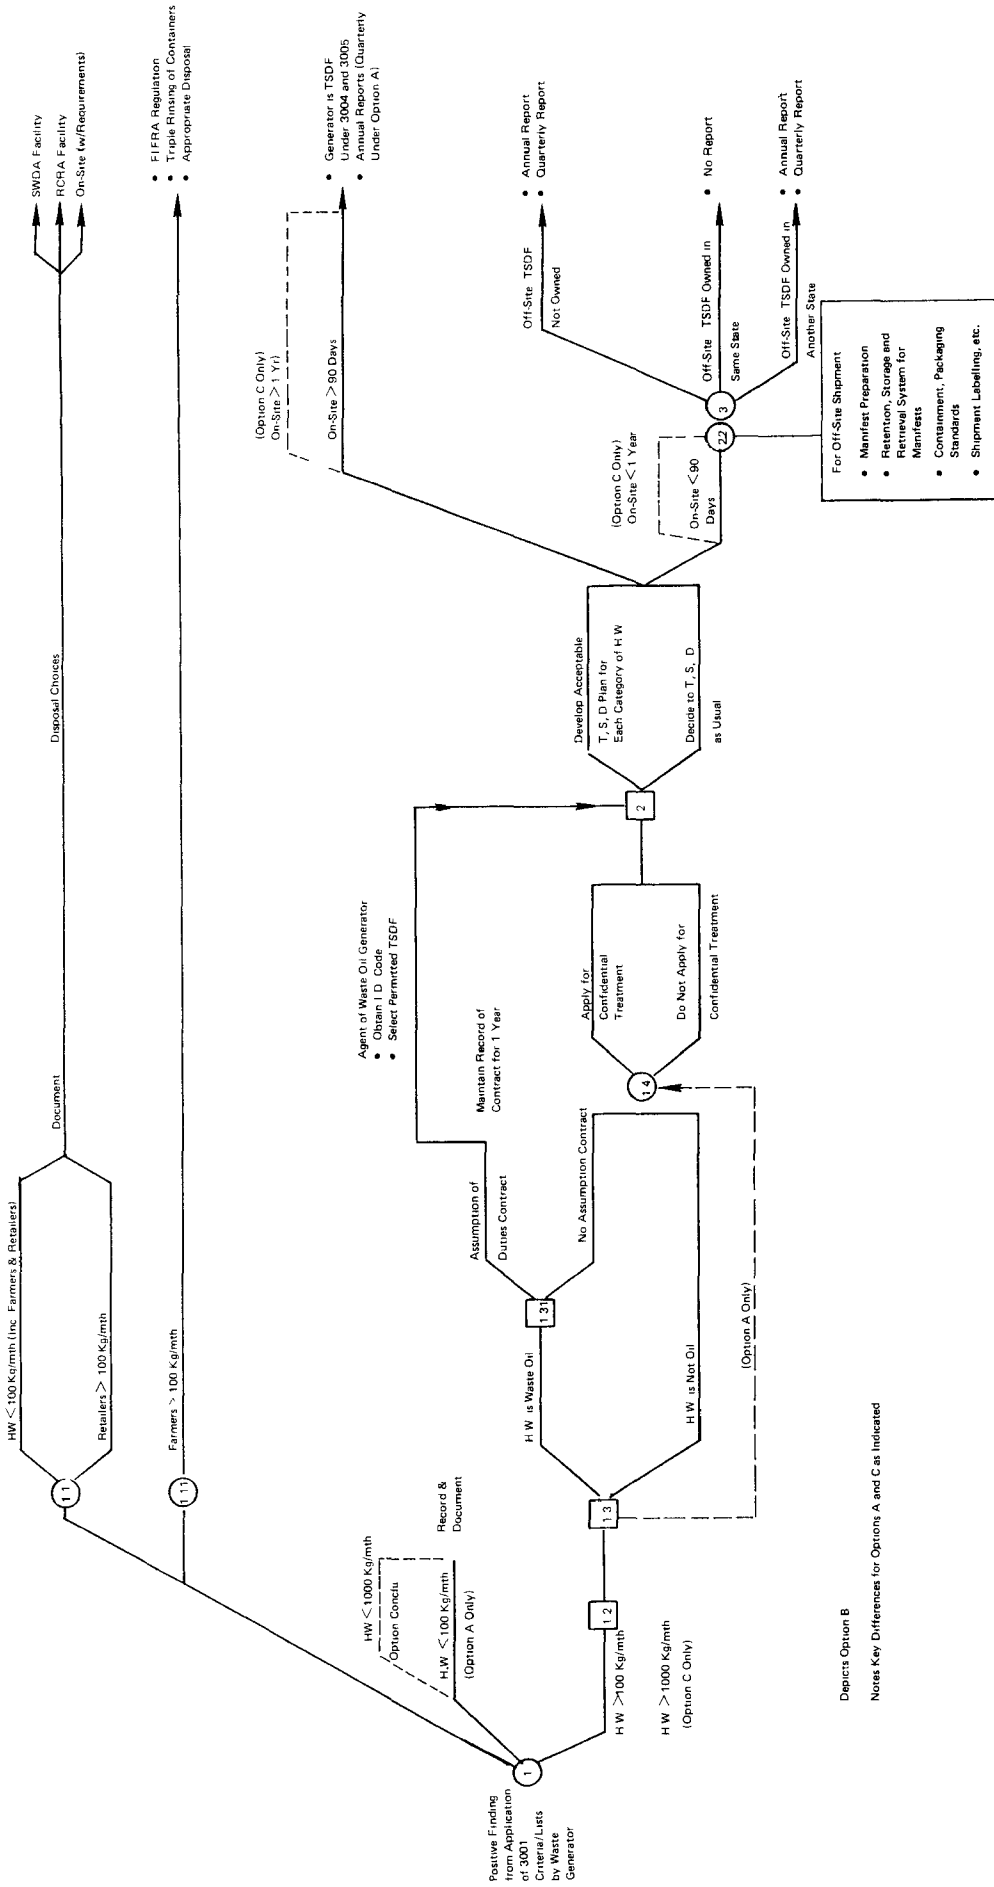 SWDA Facility
RCRA Facility
On-Site (w/Requirements)
Disposal Choices
Document
HW < 100 Kg/mth (Inc Farmers & Retailers)
Retailers > 100 Kg/mth
1 1
• FIFRA Regulation
• Triple Rinsing of Containers
• Appropriate Disposal
Farmers > 100 Kg/mth
1 11
• Generator is TSDF
Under 3004 and 3005
• Annual Reports (Quarterly
Under Option A)
(Option C Only)
On-Site > 1 Yr)
On-Site > 90 Days
HW < 1000 Kg/mth
Option Conclu
H.W < 100 Kg/mth
(Option A Only)
Record &
Document
Agent of Waste Oil Generator
• Obtain I D Code
• Select Permitted TSDF
Maintain Record of
Contract for 1 Year
Assumption of
Duties Contract
No Assumption Contract
1 31
H W is Waste Oil
H W is Not Oil
1 3
(Option A Only)
1 2
H W > 100 Kg/mth
H W > 1000 Kg/mth
(Option C Only)
1
Positive Finding
from Application
of 3001
Criteria/Lists
by Waste
Generator
1 4
Apply for
Confidential
Treatment
Do Not Apply for
Confidential Treatment
2
Develop Acceptable
T, S, D Plan for
Each Category of H W
Decide to T, S, D
as Usual
(Option C Only)
On-Site < 1 Year
On-Site < 90
Days
2.2
3
Off-Site TSDF
Not Owned
• Annual Report
• Quarterly Report
Off-Site TSDF Owned in
Same State
• No Report
Off-Site TSDF Owned in
Another State
• Annual Report
• Quarterly Report
For Off-Site Shipment
• Manifest Preparation
• Retention, Storage and
Retrieval System for
Manifests
• Containment, Packaging
Standards
• Shipment Labelling, etc.
Depicts Option B
Notes Key Differences for Options A and C as Indicated